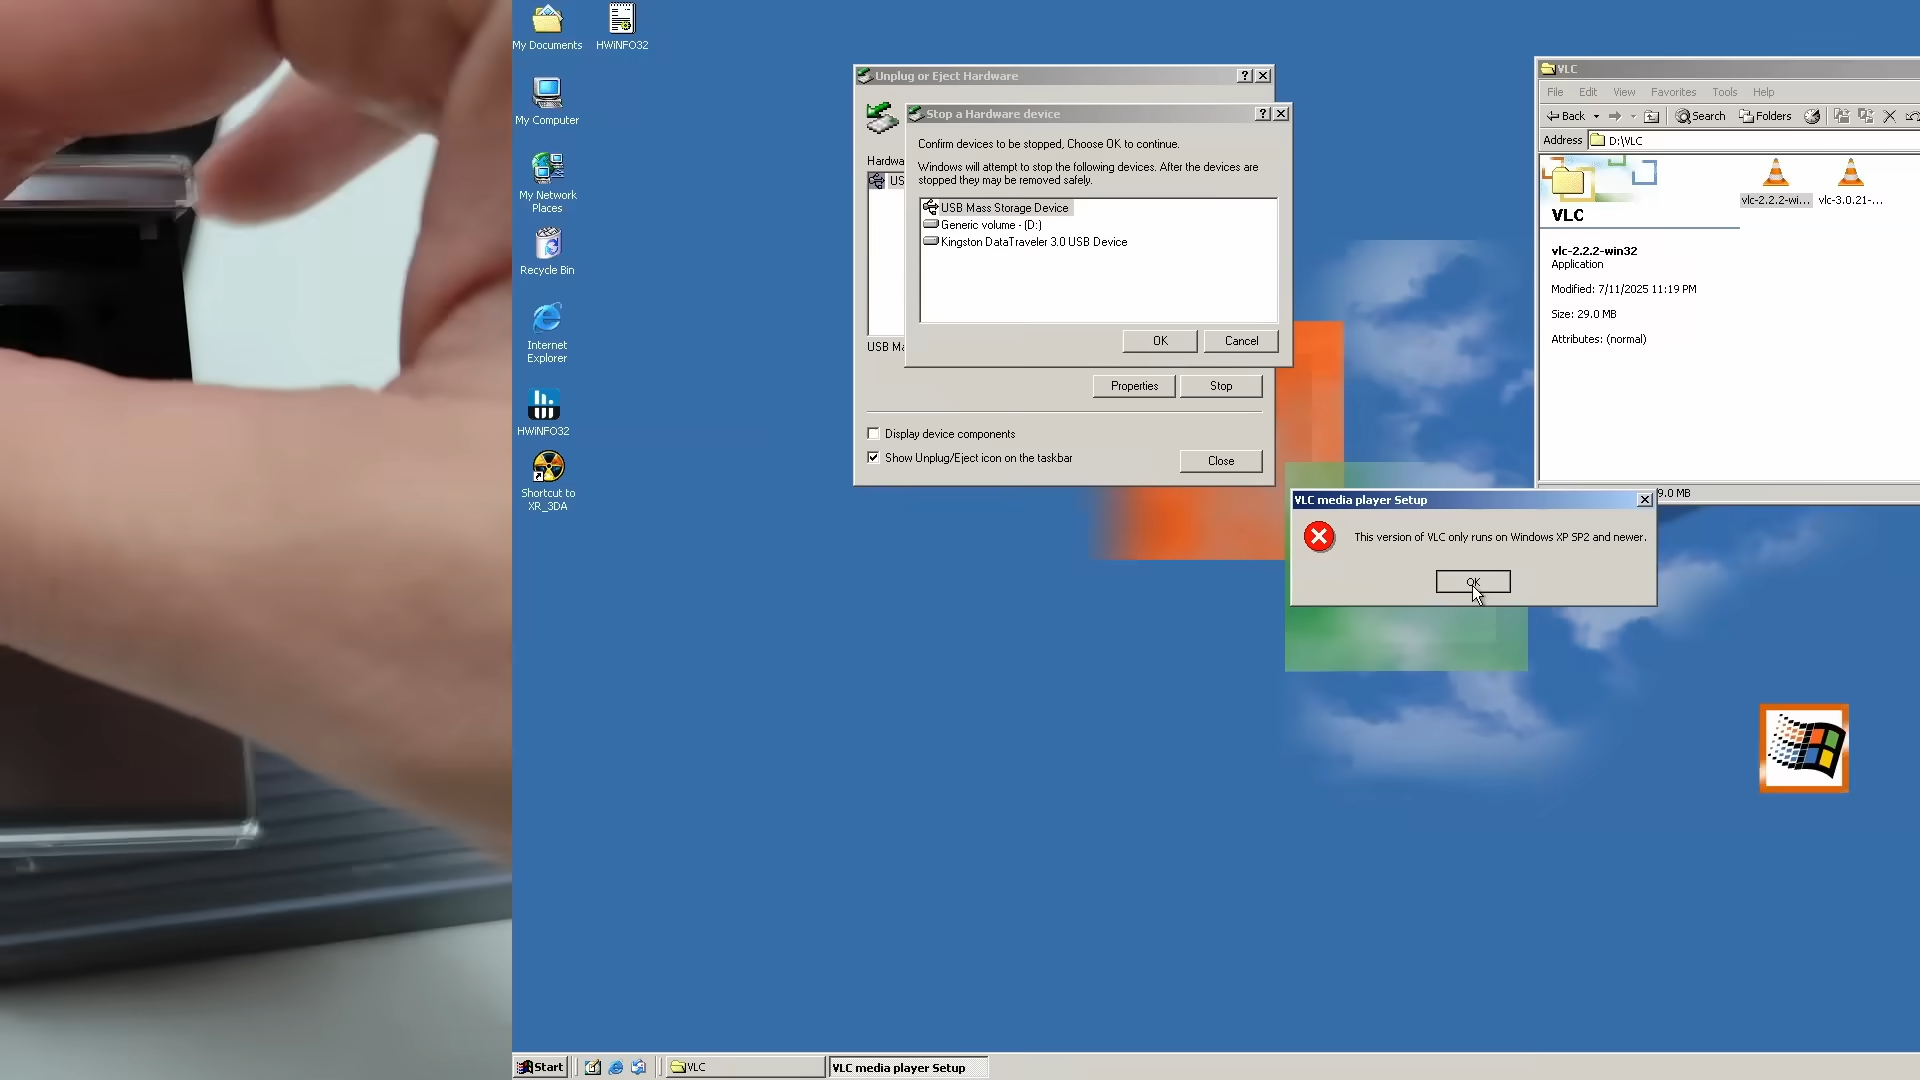 My Documents
HWiNFO32
My Computer
My Network
Places
Recycle Bin
Internet
Explorer
HWiNFO32
Shortcut to
XR_3DA
Unplug or Eject Hardware
Hardwa
US
USB Ma
Stop a Hardware device
Confirm devices to be stopped, Choose OK to continue.
Windows will attempt to stop the following devices. After the devices are
stopped they may be removed safely.
USB Mass Storage Device
Generic volume - (D:)
Kingston DataTraveler 3.0 USB Device
OK
Cancel
Properties
Stop
Display device components
Show Unplug/Eject icon on the taskbar
Close
VLC
File Edit View Favorites Tools Help
Back Search Folders
Address D:\VLC
vlc-2.2.2-wi...
vlc-3.0.21-...
VLC
vlc-2.2.2-win32
Application
Modified: 7/11/2025 11:19 PM
Size: 29.0 MB
Attributes: (normal)
9.0 MB
VLC media player Setup
This version of VLC only runs on Windows XP SP2 and newer.
OK
Start
VLC
VLC media player Setup